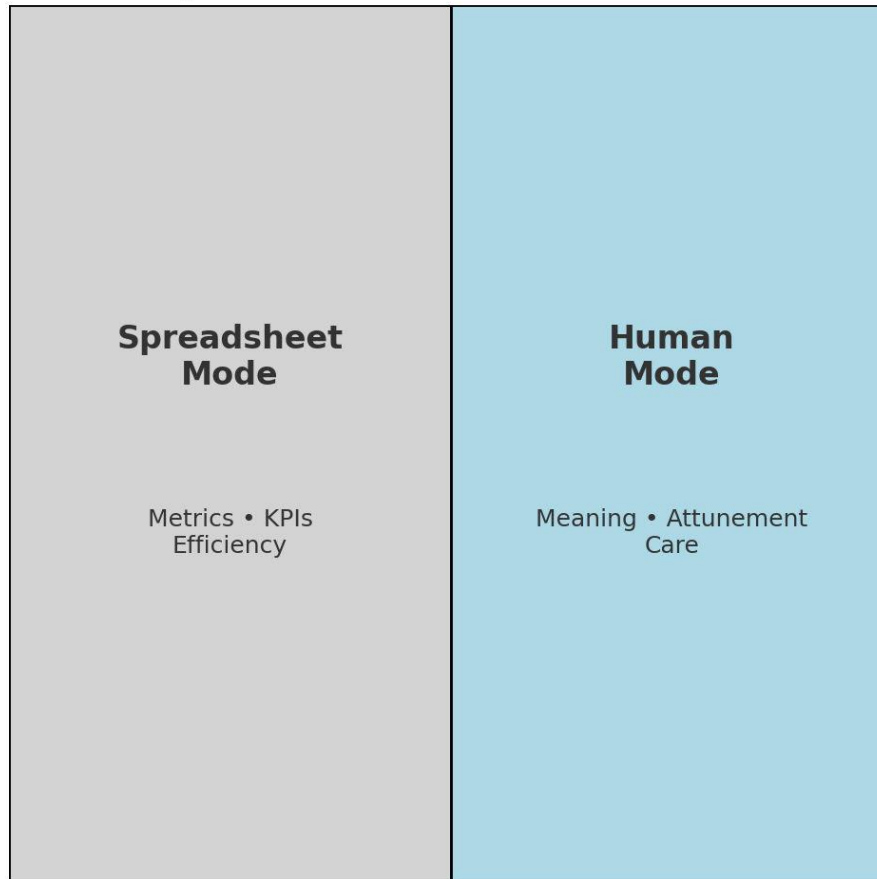 Spreadsheet
Mode
Metrics • KPIs
Efficiency
Human
Mode
Meaning • Attunement
Care